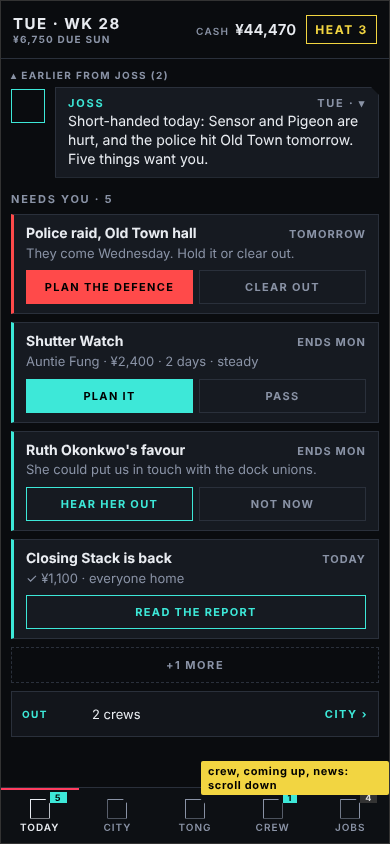 TUE · WK 28
¥6,750 DUE SUN
CASH ¥44,470
HEAT 3
▴ EARLIER FROM JOSS (2)
JOSS
TUE · ▾
Short-handed today: Sensor and Pigeon are
hurt, and the police hit Old Town tomorrow.
Five things want you.
NEEDS YOU · 5
Police raid, Old Town hall
TOMORROW
They come Wednesday. Hold it or clear out.
PLAN THE DEFENCE
CLEAR OUT
Shutter Watch
ENDS MON
Auntie Fung · ¥2,400 · 2 days · steady
PLAN IT
PASS
Ruth Okonkwo's favour
ENDS MON
She could put us in touch with the dock unions.
HEAR HER OUT
NOT NOW
Closing Stack is back
TODAY
✓ ¥1,100 · everyone home
READ THE REPORT
+1 MORE
OUT
2 crews
CITY ›
crew, coming up, news:
scroll down
5
1
4
TODAY
CITY
TONG
CREW
JOBS